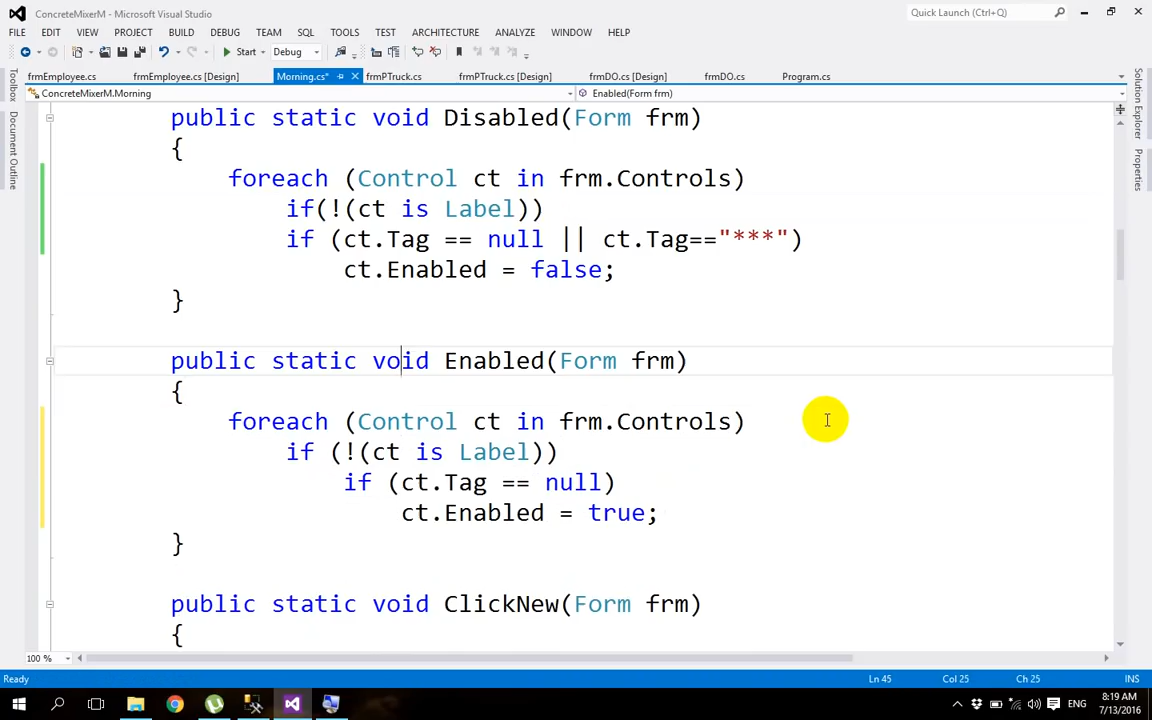 ConcreteMixerM - Microsoft Visual Studio
Quick Launch (Ctrl+Q)
FILE EDIT VIEW PROJECT BUILD DEBUG TEAM SQL TOOLS TEST ARCHITECTURE ANALYZE WINDOW HELP
Start Debug
frmEmployee.cs frmEmployee.cs [Design] Morning.cs* frmPTruck.cs frmPTruck.cs [Design] frmDO.cs [Design] frmDO.cs Program.cs
ConcreteMixerM.Morning Enabled(Form frm)
Toolbox
Document Outline
Solution Explorer
Properties
public static void Disabled(Form frm)
{
foreach (Control ct in frm.Controls)
if(!(ct is Label))
if (ct.Tag == null || ct.Tag=="***")
ct.Enabled = false;
}
public static void Enabled(Form frm)
{
foreach (Control ct in frm.Controls)
if (!(ct is Label))
if (ct.Tag == null)
ct.Enabled = true;
}
public static void ClickNew(Form frm)
{
100 %
Ready Ln 45 Col 25 Ch 25 INS
ENG 8:19 AM
7/13/2016